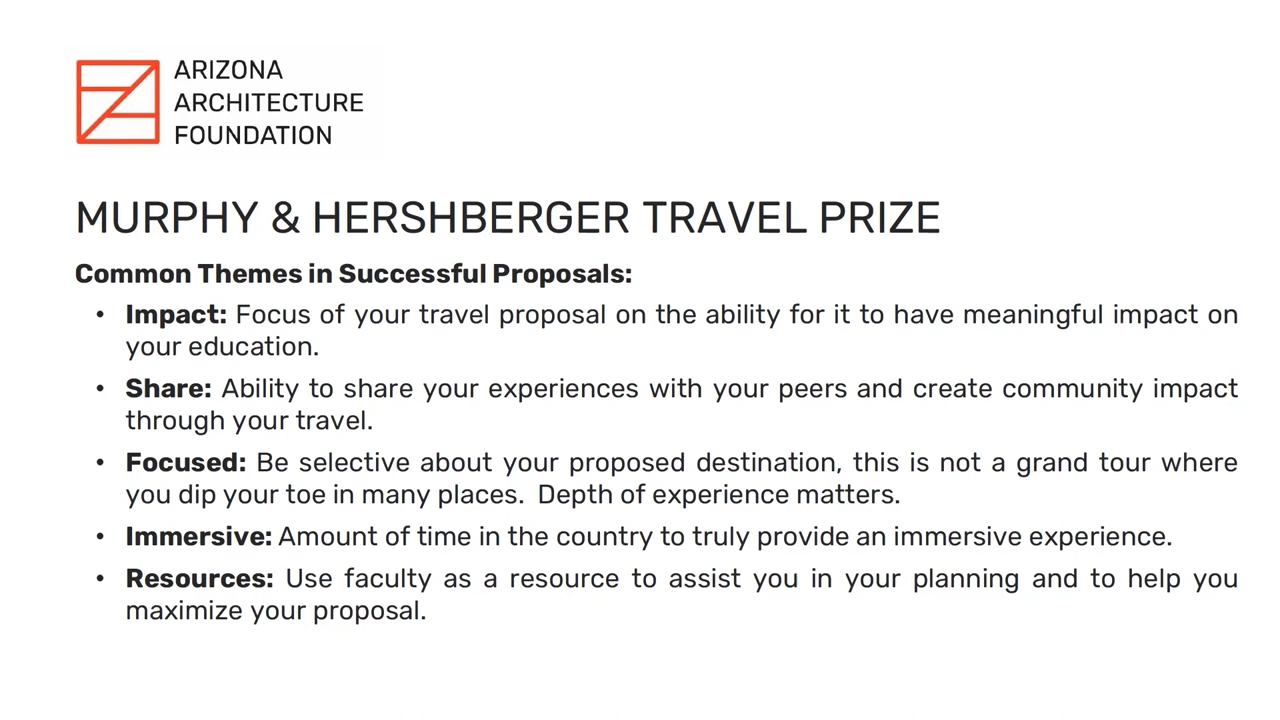 ARIZONA
ARCHITECTURE
FOUNDATION
MURPHY & HERSHBERGER TRAVEL PRIZE
Common Themes in Successful Proposals:
• Impact: Focus of your travel proposal on the ability for it to have meaningful impact on
your education.
• Share: Ability to share your experiences with your peers and create community impact
through your travel.
• Focused: Be selective about your proposed destination, this is not a grand tour where
you dip your toe in many places.  Depth of experience matters.
• Immersive: Amount of time in the country to truly provide an immersive experience.
• Resources: Use faculty as a resource to assist you in your planning and to help you
maximize your proposal.